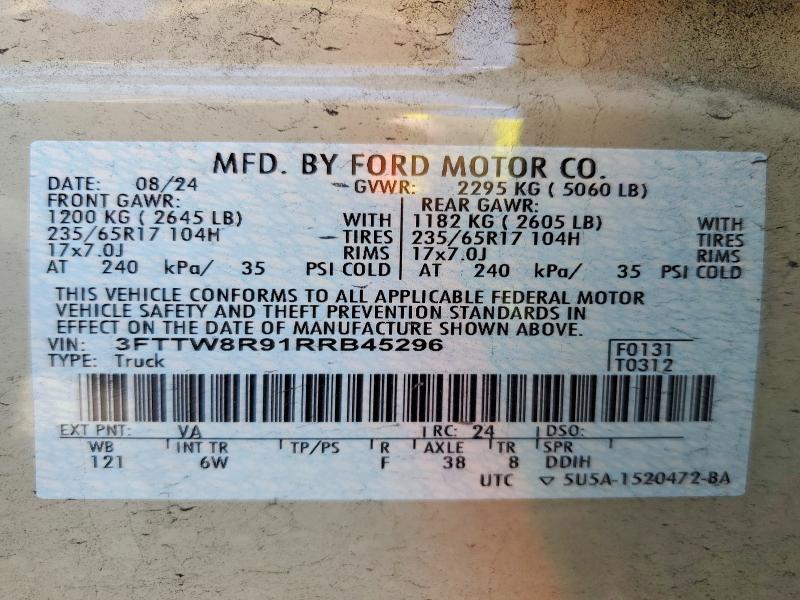 MFD. BY FORD MOTOR CO.
DATE: 08/24 GVWR: 2295 KG ( 5060 LB)
FRONT GAWR: REAR GAWR:
1200 KG ( 2645 LB) WITH 1182 KG ( 2605 LB) WITH
235/65R17 104H TIRES 235/65R17 104H TIRES
17x7.0J RIMS 17x7.0J RIMS
AT 240 kPa/ 35 PSI COLD AT 240 kPa/ 35 PSI COLD
THIS VEHICLE CONFORMS TO ALL APPLICABLE FEDERAL MOTOR
VEHICLE SAFETY AND THEFT PREVENTION STANDARDS IN
EFFECT ON THE DATE OF MANUFACTURE SHOWN ABOVE.
VIN: 3FTTW8R91RRB45296 F0131
TYPE: Truck T0312
EXT PNT: VA RC: 24 DSO:
WB INT TR TP/PS R AXLE TR SPR
121 6W F 38 8 DDIH
UTC ▽ 5U5A-1520472-BA